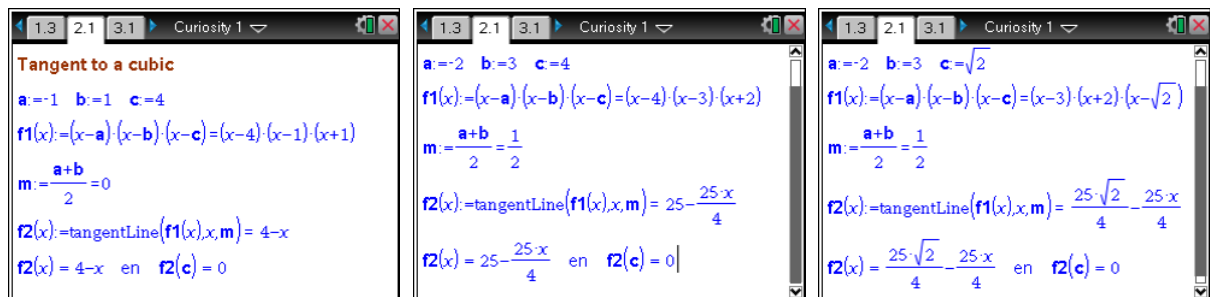 1.3 2.1 3.1 Curiosity 1
Tangent to a cubic
a:=-1 b:=1 c:=4
f1(x):=(x-a)·(x-b)·(x-c)=(x-4)·(x-1)·(x+1)
m:=(a+b)/2=0
f2(x):=tangentLine(f1(x),x,m)= 4-x
f2(x)= 4-x en f2(c)= 0
1.3 2.1 3.1 Curiosity 1
a:=-2 b:=3 c:=4
f1(x):=(x-a)·(x-b)·(x-c)=(x-4)·(x-3)·(x+2)
m:=(a+b)/2=1/2
f2(x):=tangentLine(f1(x),x,m)= 25-25·x/4
f2(x)= 25-25·x/4 en f2(c)= 0
1.3 2.1 3.1 Curiosity 1
a:=-2 b:=3 c:=√2
f1(x):=(x-a)·(x-b)·(x-c)=(x-3)·(x+2)·(x-√2)
m:=(a+b)/2=1/2
f2(x):=tangentLine(f1(x),x,m)= 25·√2/4-25·x/4
f2(x)= 25·√2/4-25·x/4 en f2(c)= 0